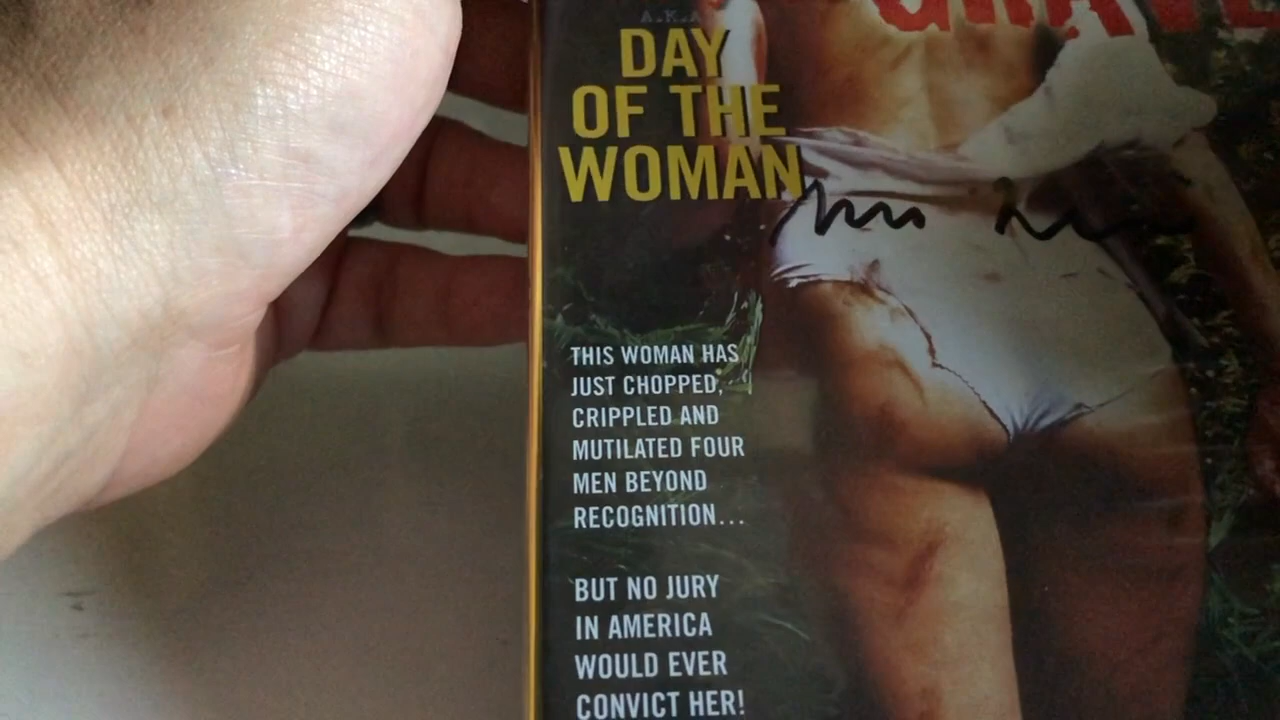 A.K.A.
GRAVE
DAY
OF THE
WOMAN
THIS WOMAN HAS
JUST CHOPPED,
CRIPPLED AND
MUTILATED FOUR
MEN BEYOND
RECOGNITION...
BUT NO JURY
IN AMERICA
WOULD EVER
CONVICT HER!